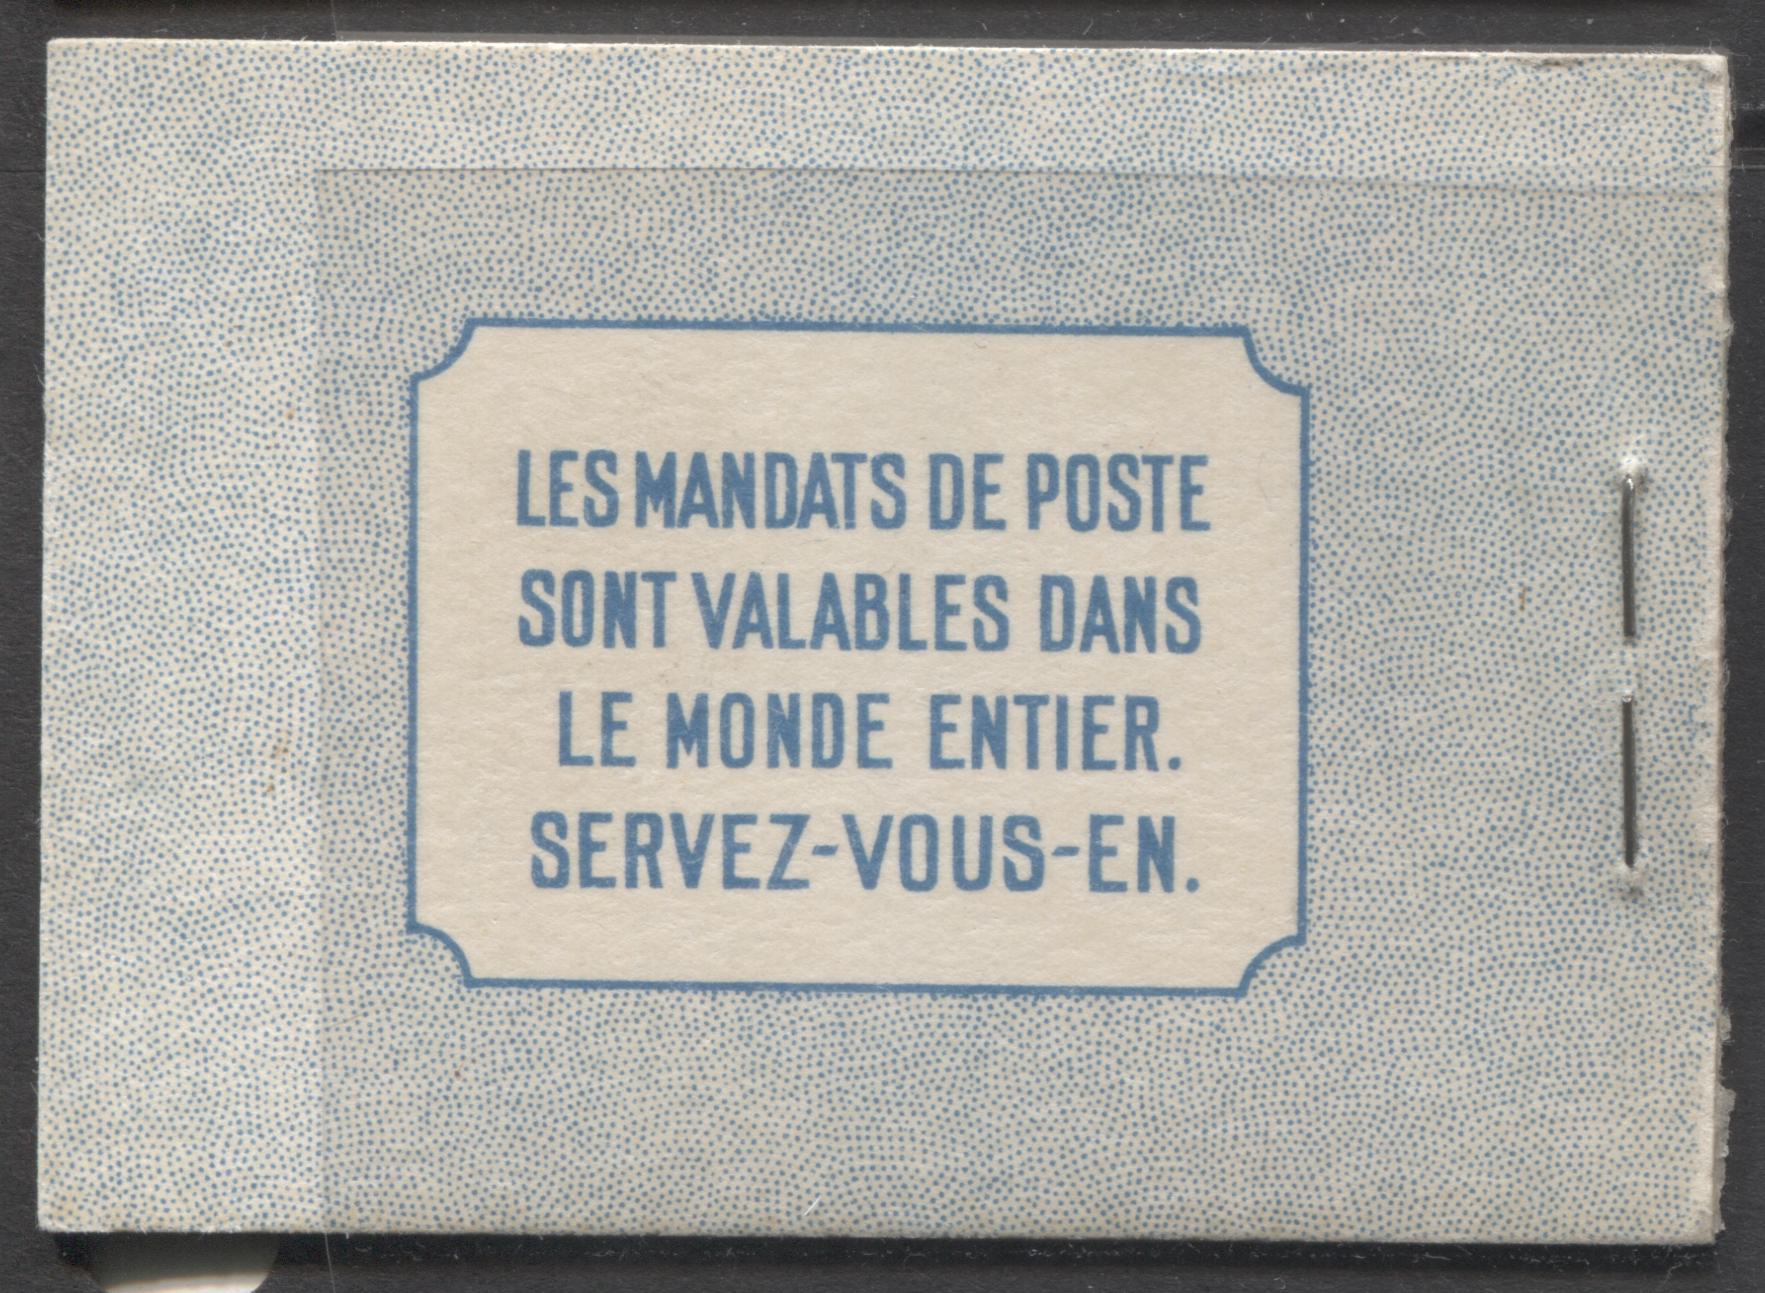 LES MANDATS DE POSTE
SONT VALABLES DANS
LE MONDE ENTIER.
SERVEZ-VOUS-EN.